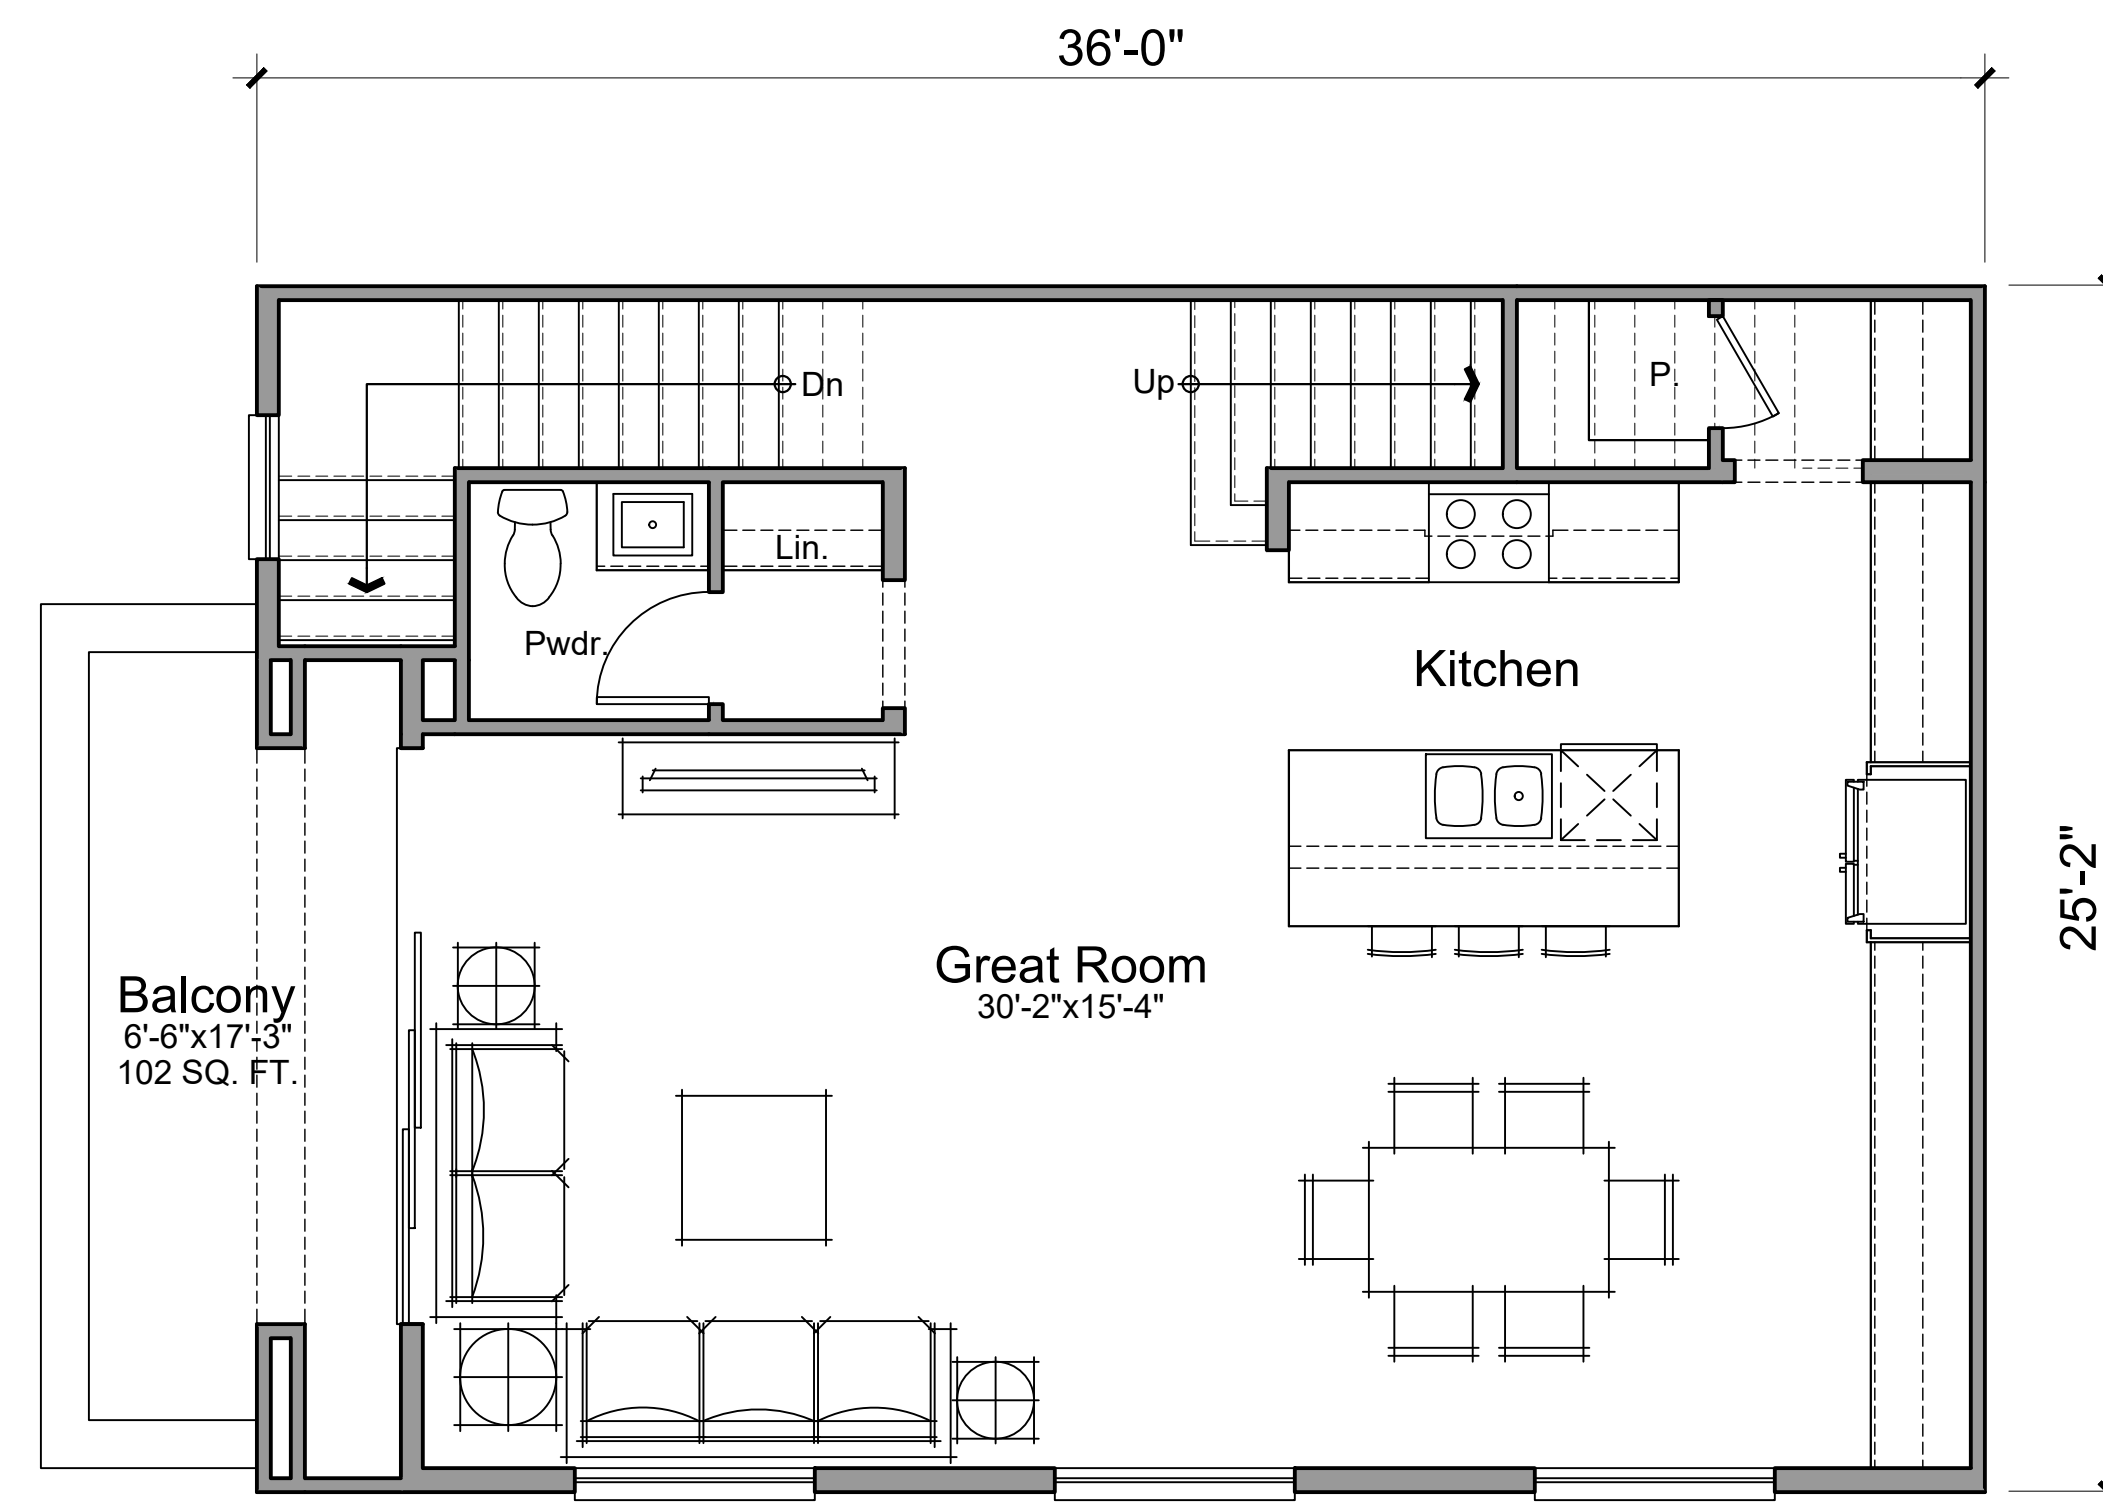 36'-0"
Dn
Up
P.
Lin.
Pwdr.
Kitchen
25'-2"
Great Room
30'-2"x15'-4"
Balcony
6'-6"x17'-3"
102 SQ. FT.